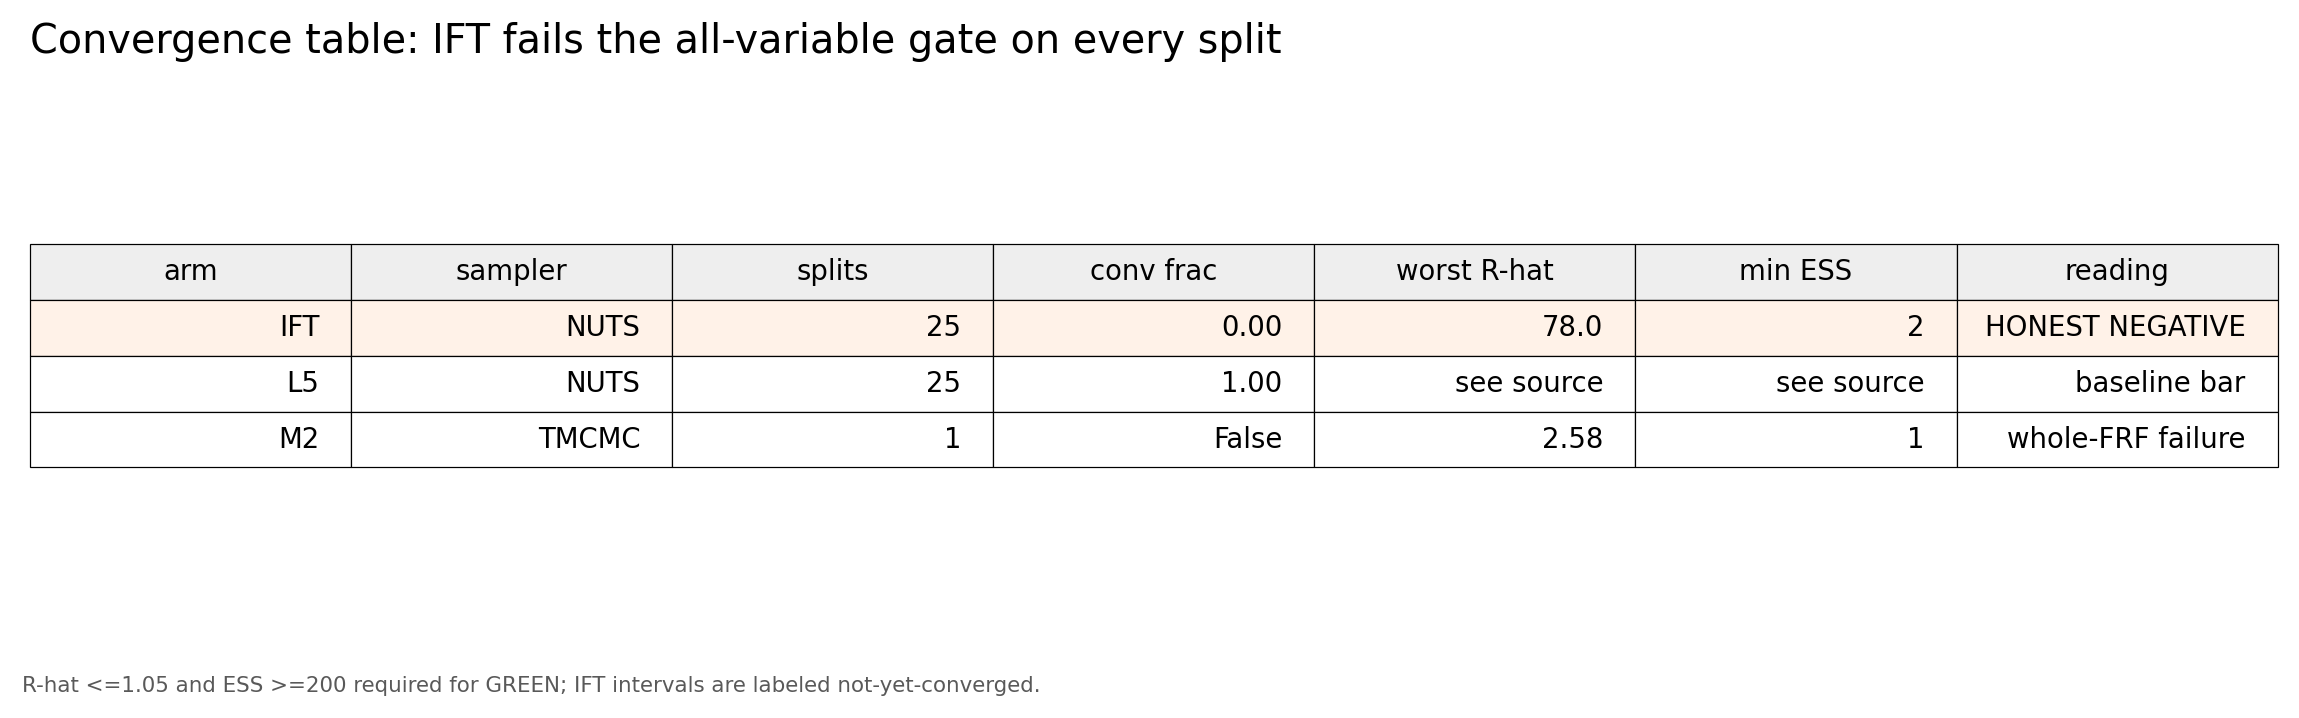 Convergence table: IFT fails the all-variable gate on every split
arm sampler splits conv frac worst R-hat min ESS reading
IFT NUTS 25 0.00 78.0 2 HONEST NEGATIVE
L5 NUTS 25 1.00 see source see source baseline bar
M2 TMCMC 1 False 2.58 1 whole-FRF failure
R-hat <=1.05 and ESS >=200 required for GREEN; IFT intervals are labeled not-yet-converged.